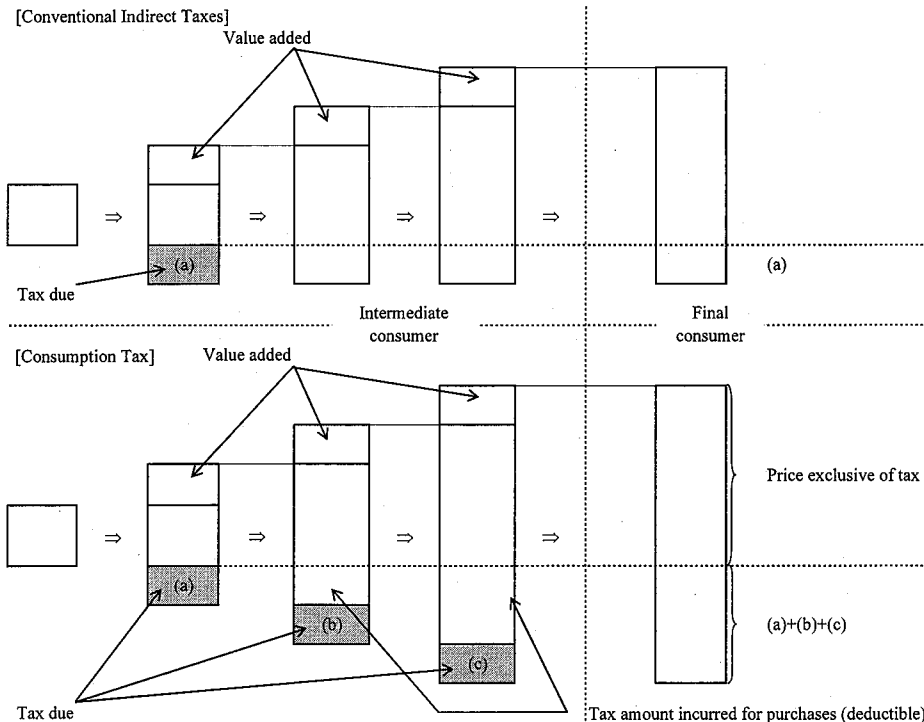 [Conventional Indirect Taxes]
Value added
⇒ ⇒ ⇒ ⇒
(a)
(a)
Tax due
Intermediate
consumer
Final
consumer
[Consumption Tax]
Value added
Price exclusive of tax
⇒ ⇒ ⇒ ⇒
(a)
(b)
(a)+(b)+(c)
(c)
Tax due
Tax amount incurred for purchases (deductible)